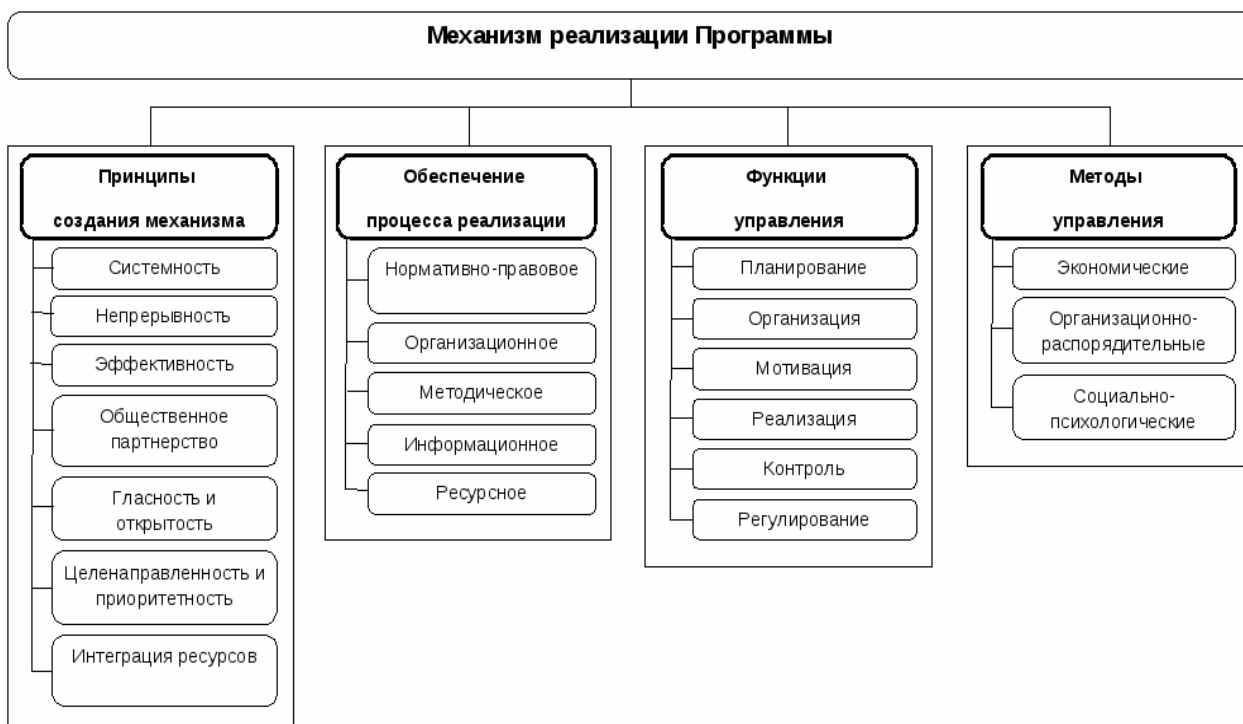 Механизм реализации Программы
Принципы
создания механизма
Системность
Непрерывность
Эффективность
Общественное
партнерство
Гласность и
открытость
Целенаправленность и
приоритетность
Интеграция ресурсов
Обеспечение
процесса реализации
Нормативно-правовое
Организационное
Методическое
Информационное
Ресурсное
Функции
управления
Планирование
Организация
Мотивация
Реализация
Контроль
Регулирование
Методы
управления
Экономические
Организационно-
распорядительные
Социально-
психологические